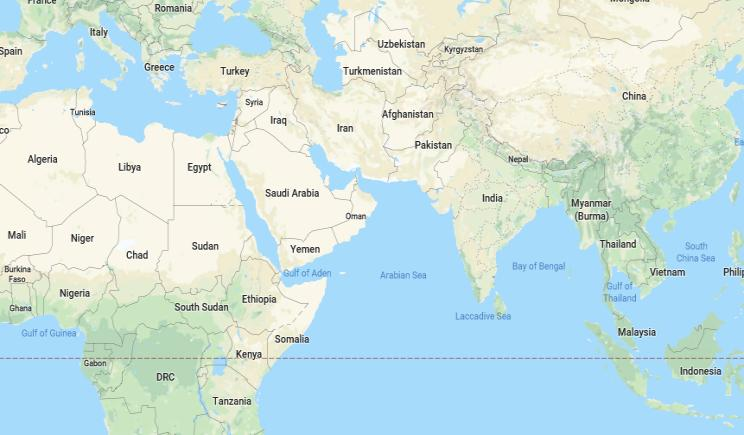 France
Romania
Mongolia
Italy
Uzbekistan
Kyrgyzstan
Spain
Greece
Turkey
Turkmenistan
China
Syria
Tunisia
Afghanistan
Iraq
Iran
co
Pakistan
Algeria
Libya
Egypt
Nepal
Saudi Arabia
India
Myanmar
(Burma)
Oman
Mali
Niger
Sudan
Thailand
Chad
Yemen
South
China Sea
Burkina
Faso
Gulf of Aden
Arabian Sea
Bay of Bengal
Vietnam
Philip
Nigeria
Ethiopia
Gulf of
Thailand
Ghana
South Sudan
Laccadive Sea
Gulf of Guinea
Somalia
Malaysia
Kenya
Gabon
DRC
Indonesia
Tanzania
Ea